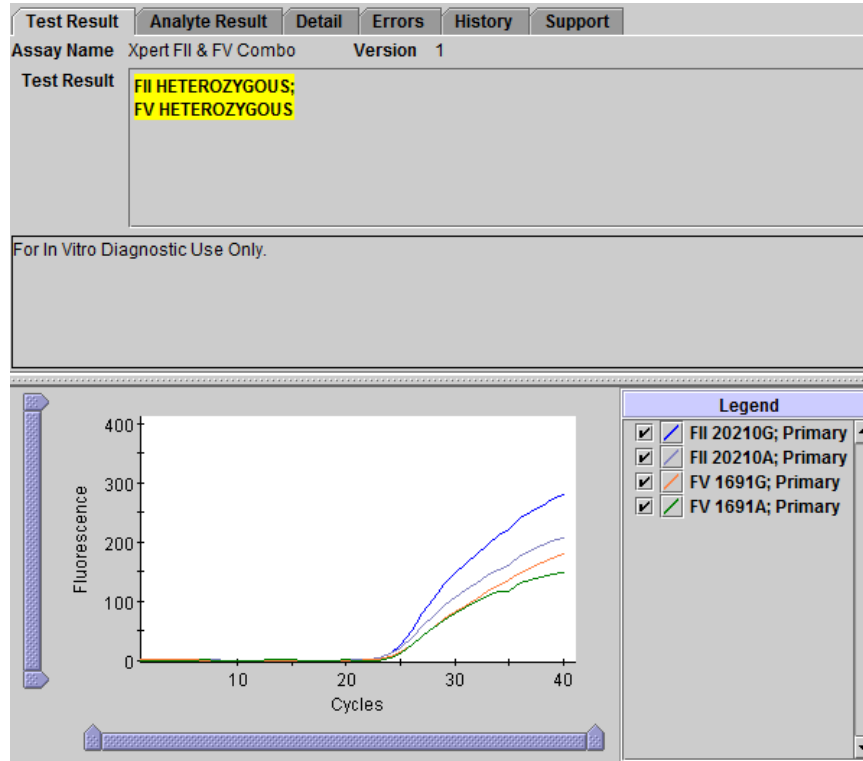 Test Result Analyte Result Detail Errors History Support
Assay Name Xpert FII & FV Combo Version 1
Test Result FII HETEROZYGOUS;
FV HETEROZYGOUS
For In Vitro Diagnostic Use Only.
Legend
FII 20210G; Primary
FII 20210A; Primary
FV 1691G; Primary
FV 1691A; Primary
Fluorescence
400
300
200
100
0
10 20 30 40
Cycles